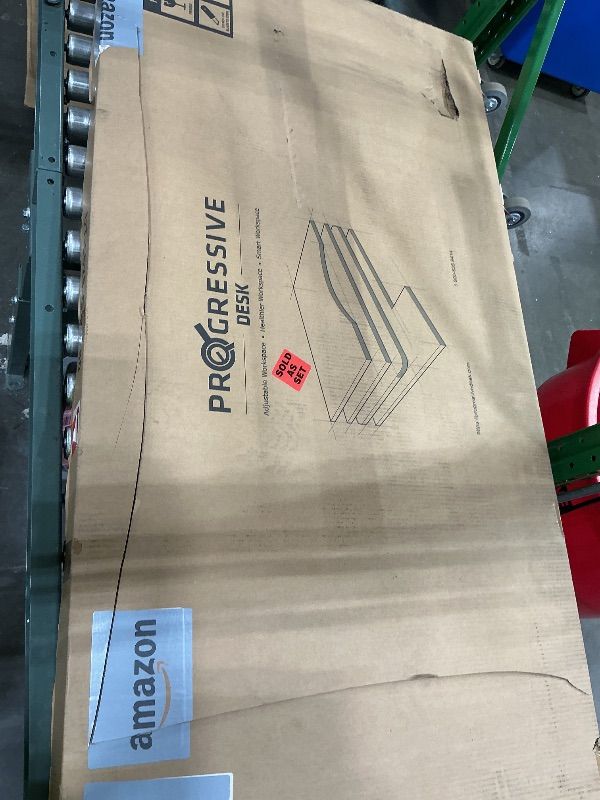 amazon
PROGRESSIVE
DESK
Adjustable Workspace • Healthier Workspace • Smart Workspace
SOLD
AS
SET
amazon